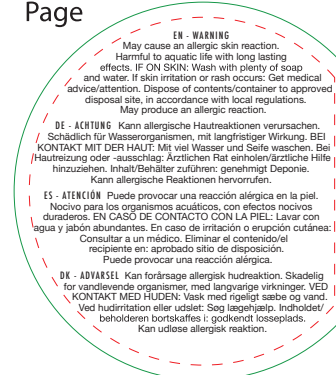 Page
EN - WARNING
May cause an allergic skin reaction.
Harmful to aquatic life with long lasting
effects. IF ON SKIN: Wash with plenty of soap
and water. If skin irritation or rash occurs: Get medical
advice/attention. Dispose of contents/container to approved
disposal site, in accordance with local regulations.
May produce an allergic reaction.
DE - ACHTUNG Kann allergische Hautreaktionen verursachen.
Schädlich für Wasserorganismen, mit langfristiger Wirkung. BEI
KONTAKT MIT DER HAUT: Mit viel Wasser und Seife waschen. Bei
Hautreizung oder -ausschlag: Ärztlichen Rat einholen/ärztliche Hilfe
hinzuziehen. Inhalt/Behälter zuführen: genehmigt Deponie.
Kann allergische Reaktionen hervorrufen.
ES - ATENCIÓN Puede provocar una reacción alérgica en la piel.
Nocivo para los organismos acuáticos, con efectos nocivos
duraderos. EN CASO DE CONTACTO CON LA PIEL: Lavar con
agua y jabón abundantes. En caso de irritación o erupción cutánea:
Consultar a un médico. Eliminar el contenido/el
recipiente en: aprobado sitio de disposición.
Puede provocar una reacción alérgica.
DK - ADVARSEL Kan forårsage allergisk hudreaktion. Skadelig
for vandlevende organismer, med langvarige virkninger. VED
KONTAKT MED HUDEN: Vask med rigeligt sæbe og vand.
Ved hudirritation eller udslet: Søg lægehjælp. Indholdet/
beholderen bortskaffes i: godkendt losseplads.
Kan udløse allergisk reaktion.